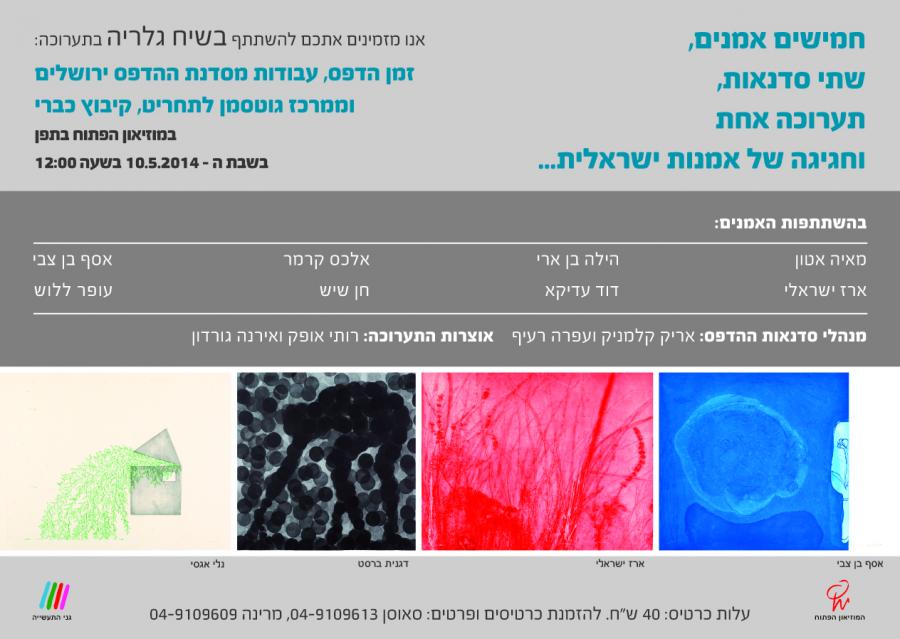 חמישים אמנים,
שתי סדנאות,
תערוכה אחת
וחגיגה של אמנות ישראלית...
אנו מזמינים אתכם להשתתף בשיח גלריה בתערוכה:
זמן הדפס, עבודות מסדנת ההדפס ירושלים
וממרכז גוטסמן לתחריט, קיבוץ כברי
במוזיאון הפתוח בתפן
בשבת ה - 10.5.2014 בשעה 12:00
בהשתתפות האמנים:
מאיה אטון הילה בן ארי אלכס קרמר אסף בן צבי
ארז ישראלי דוד עדיקא חן שיש עופר ללוש
מנהלי סדנאות ההדפס: אריק קלמניק ועפרה רעיף אוצרות התערוכה: רותי אופק ואירנה גורדון
אסף בן צבי ארז ישראלי דגנית ברסט נלי אגסי
המוזיאון הפתוח
עלות כרטיס: 40 ש"ח. להזמנת כרטיסים ופרטים: סאוסן 04-9109613, מרינה 04-9109609
גני התעשייה